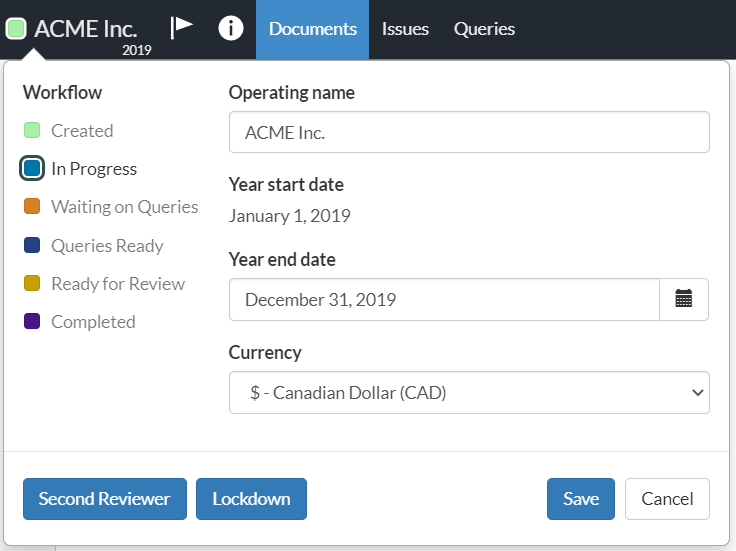 ACME Inc.
2019
Documents
Issues
Queries
Workflow
Created
In Progress
Waiting on Queries
Queries Ready
Ready for Review
Completed
Operating name
ACME Inc.
Year start date
January 1, 2019
Year end date
December 31, 2019
Currency
$ - Canadian Dollar (CAD)
Second Reviewer
Lockdown
Save
Cancel